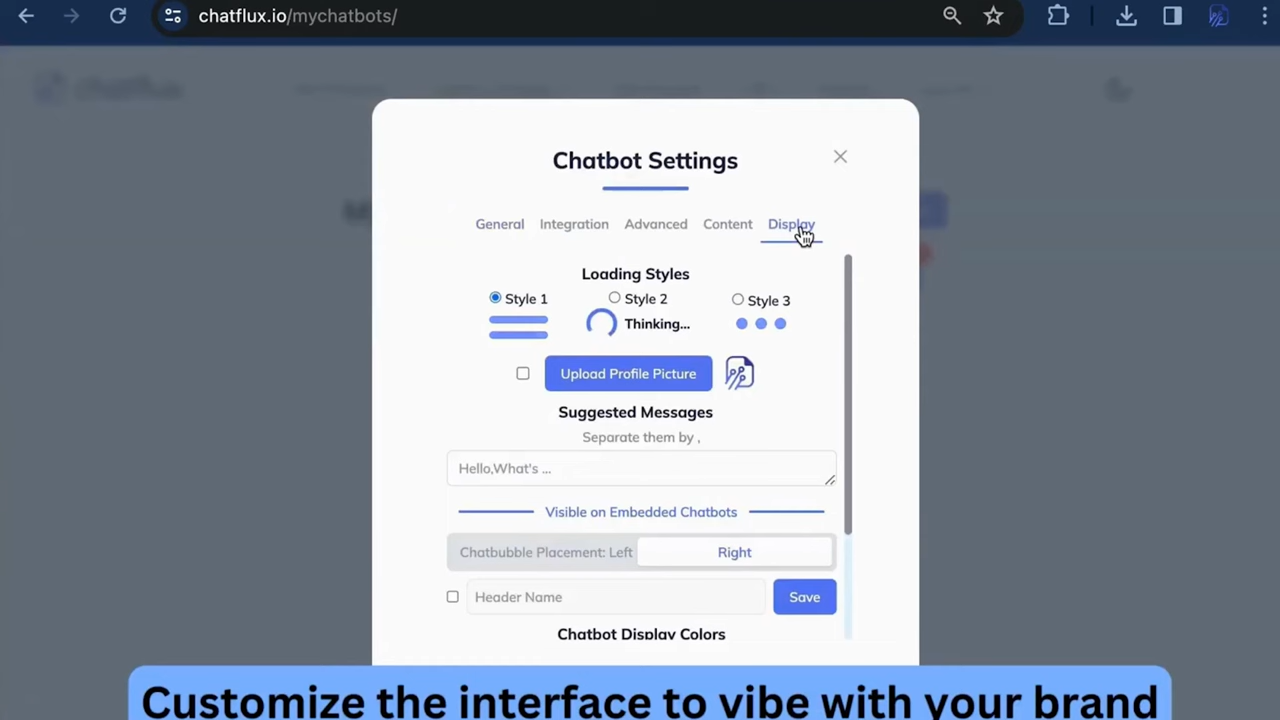 chatflux.io/mychatbots/
chatflux
Chatbot Settings
General Integration Advanced Content Display
Loading Styles
Style 1 Style 2 Style 3
Thinking...
Upload Profile Picture
Suggested Messages
Separate them by ,
Hello,What's ...
Visible on Embedded Chatbots
Chatbubble Placement: Left Right
Header Name Save
Chatbot Display Colors
Customize the interface to vibe with your brand